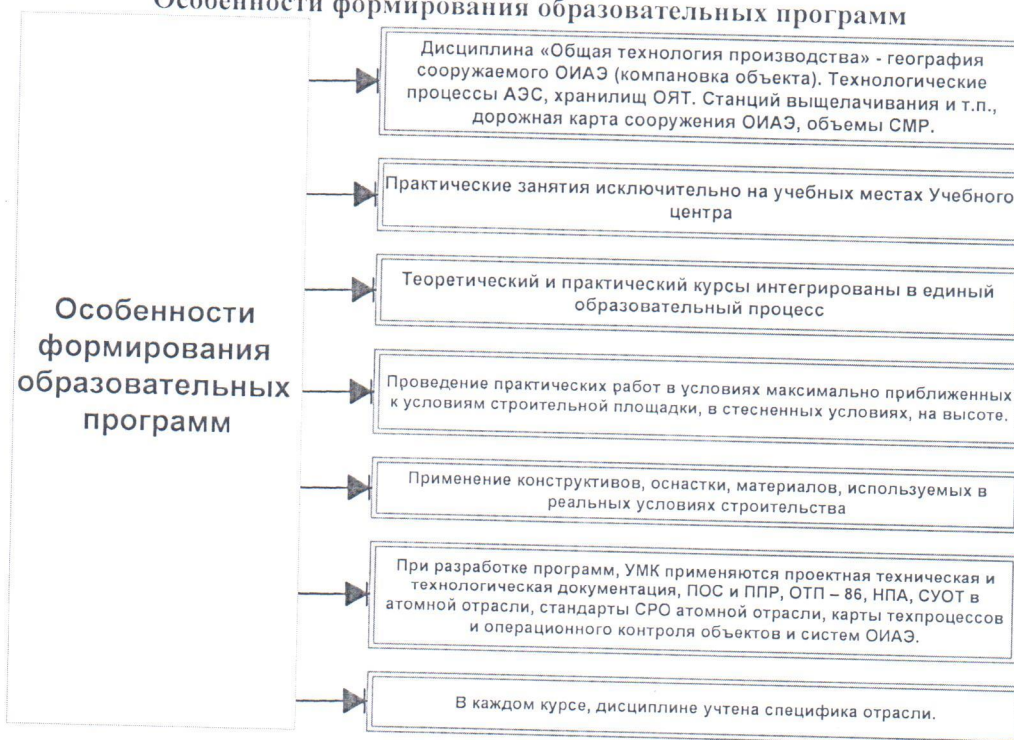 Особенности формирования образовательных программ
Особенности
формирования
образовательных
программ
Дисциплина «Общая технология производства» - география
сооружаемого ОИАЭ (компановка объекта). Технологические
процессы АЭС, хранилищ ОЯТ. Станций выщелачивания и т.п.,
дорожная карта сооружения ОИАЭ, объемы СМР.
Практические занятия исключительно на учебных местах Учебного
центра
Теоретический и практический курсы интегрированы в единый
образовательный процесс
Проведение практических работ в условиях максимально приближенных
к условиям строительной площадки, в стесненных условиях, на высоте.
Применение конструктивов, оснастки, материалов, используемых в
реальных условиях строительства
При разработке программ, УМК применяются проектная техническая и
технологическая документация, ПОС и ППР, ОТП – 86, НПА, СУОТ в
атомной отрасли, стандарты СРО атомной отрасли, карты техпроцессов
и операционного контроля объектов и систем ОИАЭ.
В каждом курсе, дисциплине учтена специфика отрасли.